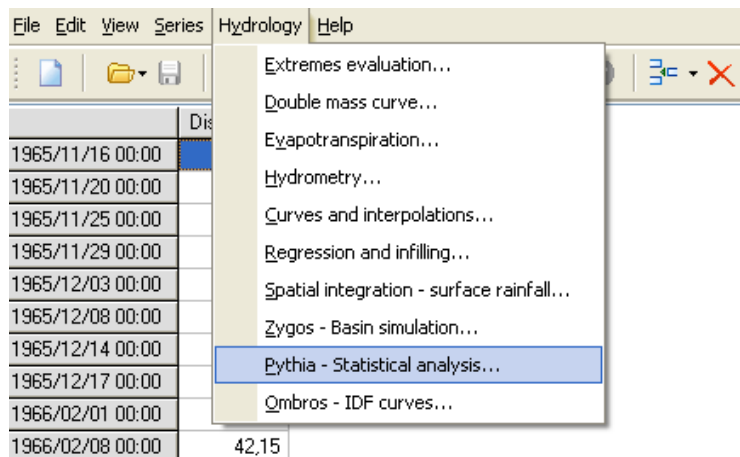 File Edit View Series Hydrology Help
Extremes evaluation...
Double mass curve...
Evapotranspiration...
Hydrometry...
Curves and interpolations...
Regression and infilling...
Spatial integration - surface rainfall...
Zygos - Basin simulation...
Pythia - Statistical analysis...
Ombros - IDF curves...
Dis
1965/11/16 00:00
1965/11/20 00:00
1965/11/25 00:00
1965/11/29 00:00
1965/12/03 00:00
1965/12/08 00:00
1965/12/14 00:00
1965/12/17 00:00
1966/02/01 00:00
1966/02/08 00:00 42,15